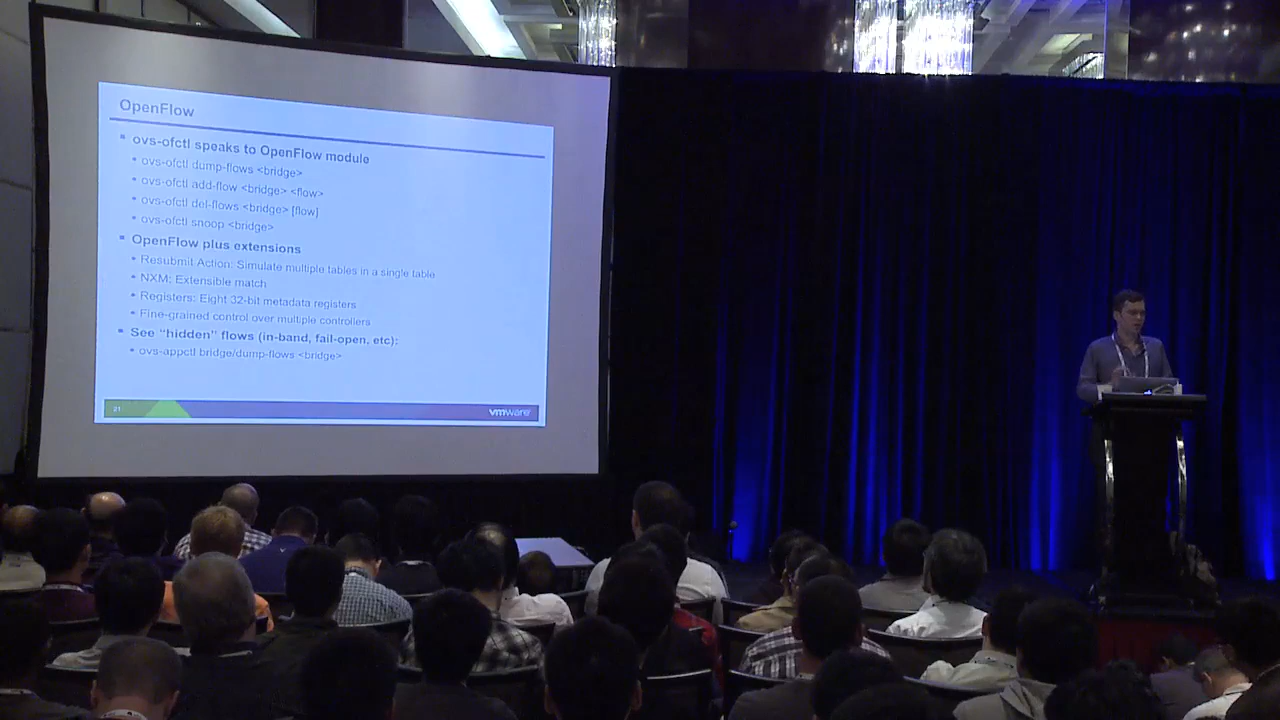 OpenFlow
ovs-ofctl speaks to OpenFlow module
ovs-ofctl dump-flows <bridge>
ovs-ofctl add-flow <bridge> <flow>
ovs-ofctl del-flows <bridge> [flow]
ovs-ofctl snoop <bridge>
OpenFlow plus extensions
Resubmit Action: Simulate multiple tables in a single table
NXM: Extensible match
Registers: Eight 32-bit metadata registers
Fine-grained control over multiple controllers
See “hidden” flows (in-band, fail-open, etc):
ovs-appctl bridge/dump-flows <bridge>
21
vmware